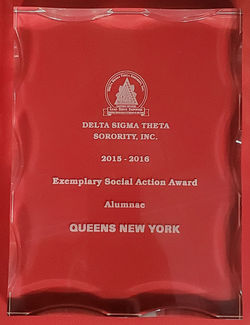 DELTA SIGMA THETA
SORORITY, INC.
2015 - 2016
Exemplary Social Action Award
Alumnae
QUEENS NEW YORK